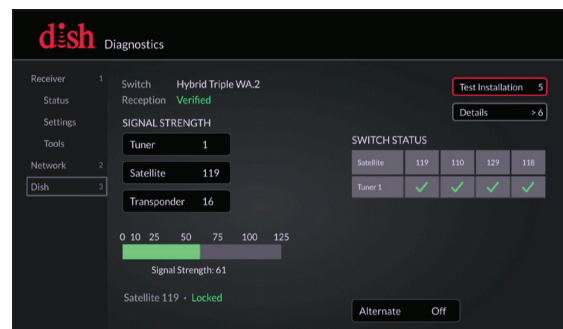 dish Diagnostics
Receiver 1
Status
Settings
Tools
Network 2
Dish 3
Switch Hybrid Triple WA.2
Reception Verified
SIGNAL STRENGTH
Tuner 1
Satellite 119
Transponder 16
0 10 25 50 75 100 125
Signal Strength: 61
Satellite 119 • Locked
Test Installation 5
Details > 6
SWITCH STATUS
Satellite 119 110 129 118
Tuner 1
Alternate Off